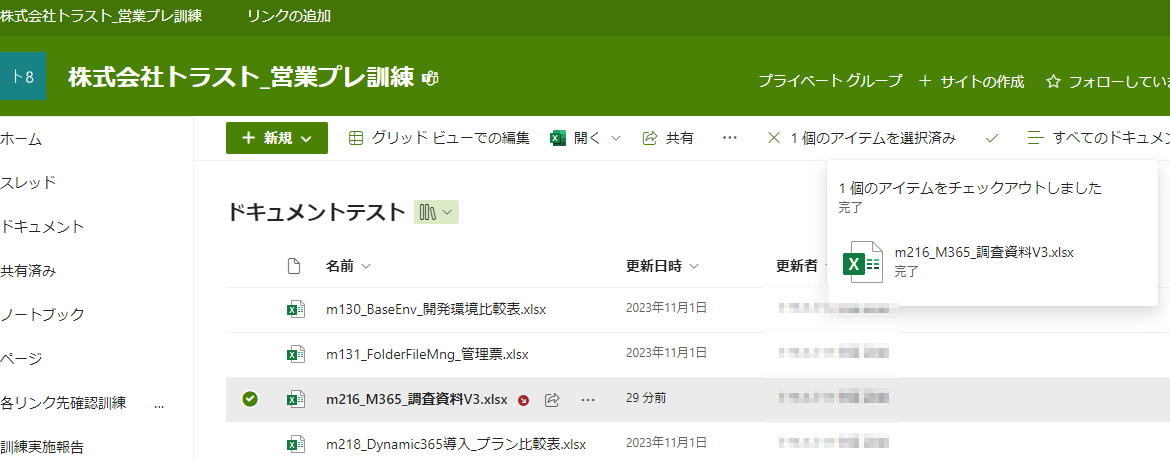 株式会社トラスト_営業プレ訓練 リンクの追加
ト8 株式会社トラスト_営業プレ訓練
プライベート グループ + サイトの作成 ☆ フォローしてい
ホーム
スレッド
ドキュメント
共有済み
ノートブック
ページ
各リンク先確認訓練 ...
訓練実施報告
+ 新規 グリッド ビューでの編集 開く 共有 ... × 1 個のアイテムを選択済み すべてのドキュメン
1 個のアイテムをチェックアウトしました
完了
m216_M365_調査資料V3.xlsx
完了
ドキュメントテスト
名前 更新日時 更新者
m130_BaseEnv_開発環境比較表.xlsx 2023年11月1日
m131_FolderFileMng_管理票.xlsx 2023年11月1日
m216_M365_調査資料V3.xlsx ... 29 分前
m218_Dynamic365導入_プラン比較表.xlsx 2023年11月1日